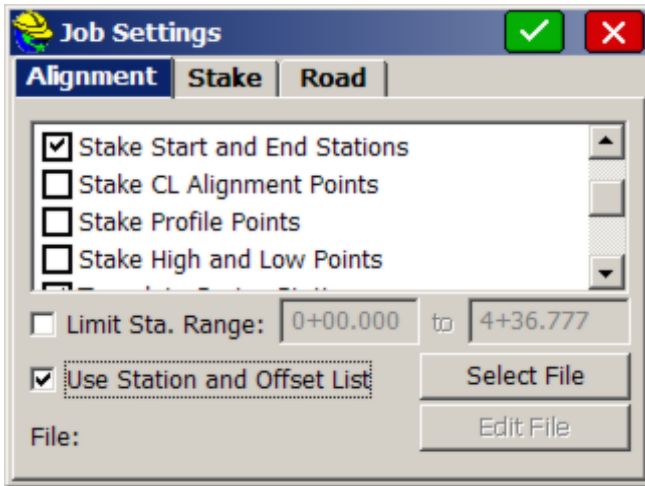 Job Settings
Alignment Stake Road
Stake Start and End Stations
Stake CL Alignment Points
Stake Profile Points
Stake High and Low Points
Limit Sta. Range: 0+00.000 to 4+36.777
Use Station and Offset List Select File
File: Edit File